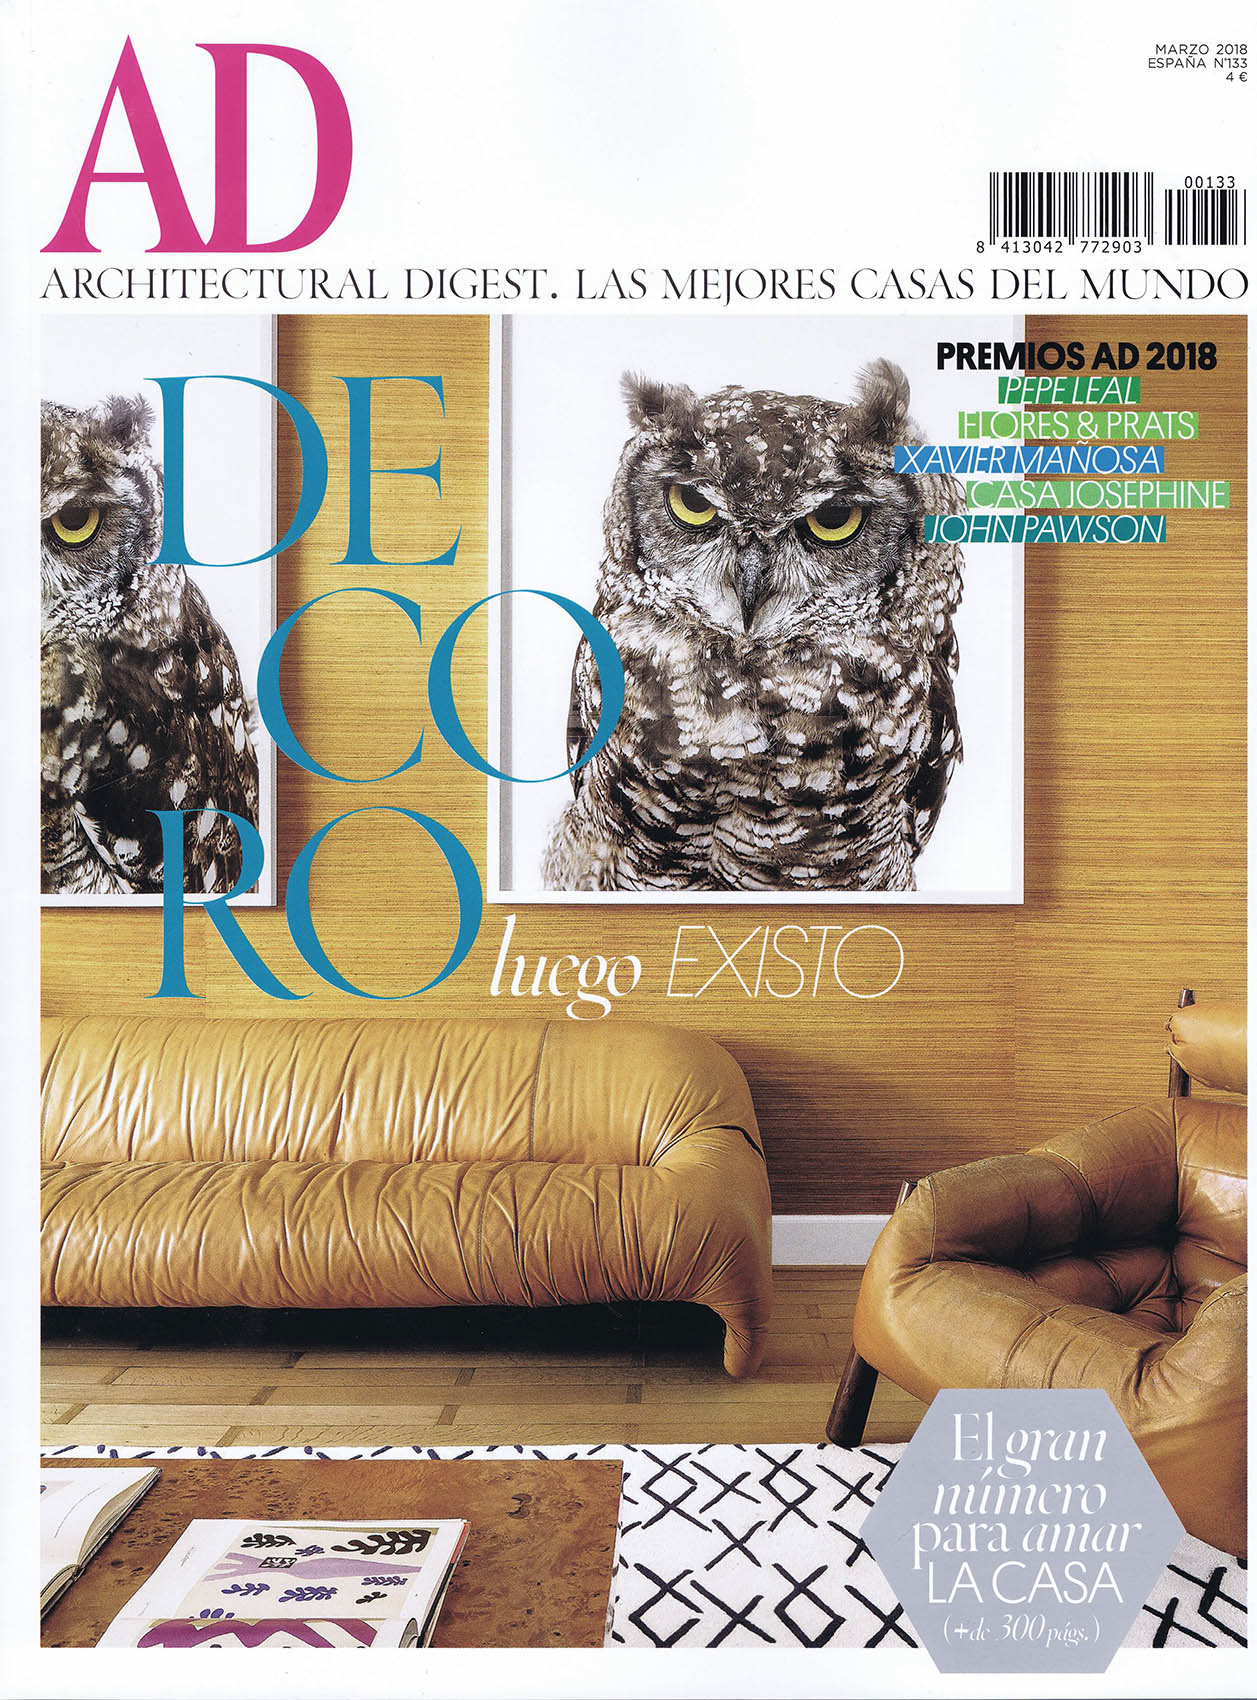 AD
MARZO 2018
ESPAÑA Nº133
4 €
00133
8 413042 772903
ARCHITECTURAL DIGEST. LAS MEJORES CASAS DEL MUNDO
PREMIOS AD 2018
PEPE LEAL
FLORES & PRATS
XAVIER MAÑOSA
CASA JOSEPHINE
JOHN PAWSON
DE
CO
RO luego EXISTO
El gran
número
para amar
LA CASA
(+ de 300 págs.)